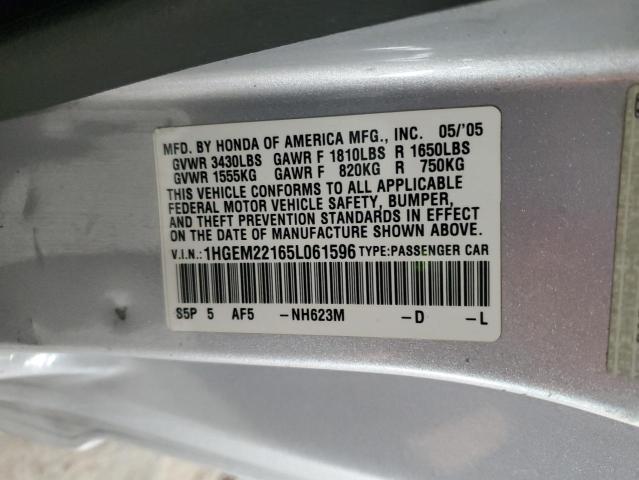 MFD. BY HONDA OF AMERICA MFG., INC. 05/'05
GVWR 3430LBS GAWR F 1810LBS R 1650LBS
GVWR 1555KG GAWR F 820KG R 750KG
THIS VEHICLE CONFORMS TO ALL APPLICABLE
FEDERAL MOTOR VEHICLE SAFETY, BUMPER,
AND THEFT PREVENTION STANDARDS IN EFFECT
ON THE DATE OF MANUFACTURE SHOWN ABOVE.
V.I.N.: 1HGEM22165L061596 TYPE:PASSENGER CAR
S5P 5 AF5 -NH623M -D -L